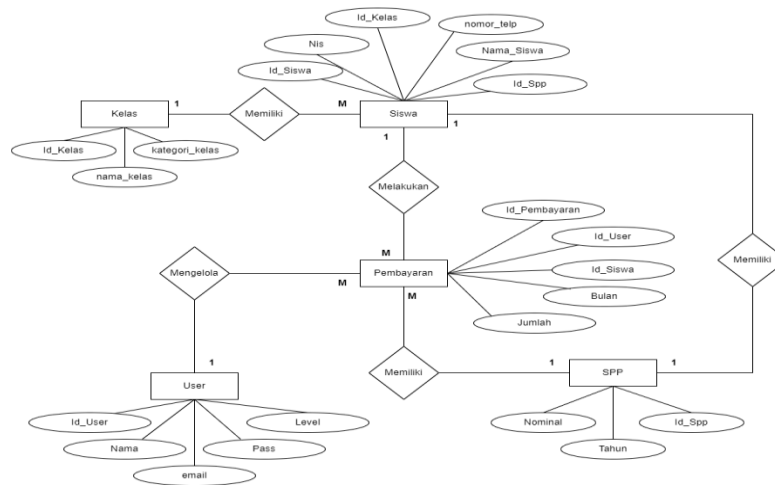 Id_Kelas
nomor_telp
Nis
Nama_Siswa
Id_Siswa
Id_Spp
Kelas
1
Memiliki
M
Siswa
1
1
Id_Kelas
kategori_kelas
nama_kelas
Melakukan
Id_Pembayaran
Id_User
M
Mengelola
M
Pembayaran
Id_Siswa
Memiliki
M
Bulan
Jumlah
1
Memiliki
1
SPP
1
User
Id_User
Level
Nominal
Id_Spp
Nama
Pass
Tahun
email